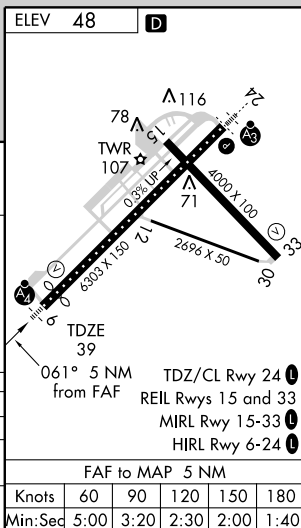 ELEV 48 D
116
24
78
15
A3
TWR
107
P
0.3% UP
4000 X 100
71
V
33
6303 X 150
12
2696 X 50
30
V
A4
6
TDZE
39
061° 5 NM
from FAF
TDZ/CL Rwy 24 L
REIL Rwys 15 and 33
MIRL Rwy 15-33 L
HIRL Rwy 6-24 L
FAF to MAP 5 NM
Knots 60 90 120 150 180
Min:Sec 5:00 3:20 2:30 2:00 1:40